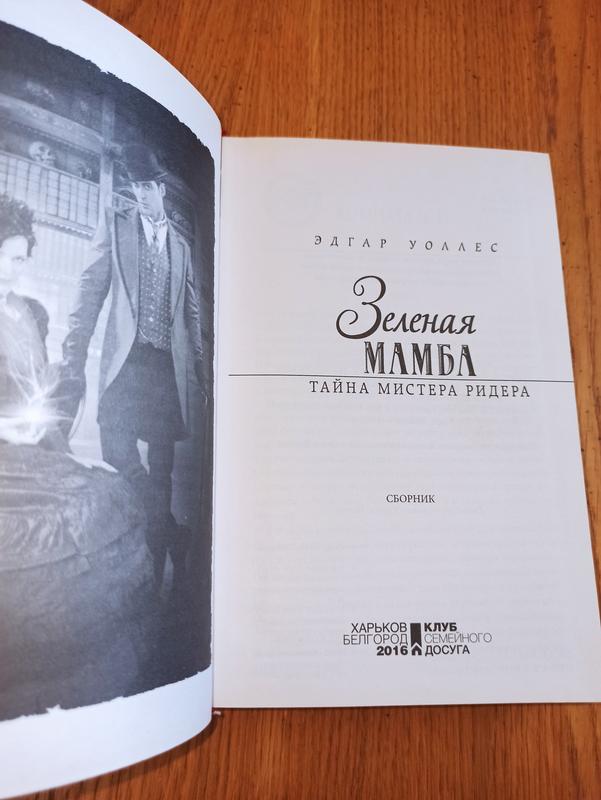 ЭДГАР УОЛЛЕС
Зеленая
МАМБА
ТАЙНА МИСТЕРА РИДЕРА
СБОРНИК
ХАРЬКОВ КЛУБ
БЕЛГОРОД СЕМЕЙНОГО
2016 ДОСУГА